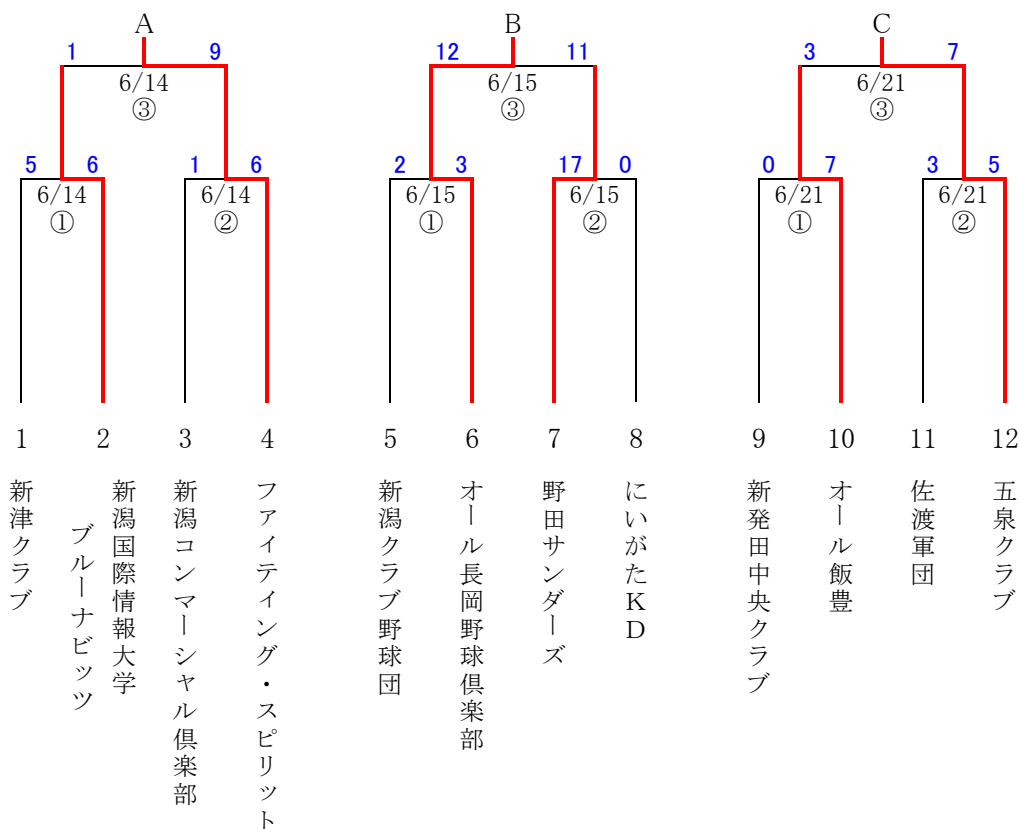 A B C
1 9 12 11 3 7
6/14 6/15 6/21
③ ③ ③
5 6 1 6 2 3 17 0 0 7 3 5
6/14 6/14 6/15 6/15 6/21 6/21
① ② ① ② ① ②
1 2 3 4 5 6 7 8 9 10 11 12
新津クラブ
新潟国際情報大学
ブルーナビッツ
新潟コンマーシャル倶楽部
ファイティング・スピリット
新潟クラブ野球団
オール長岡野球倶楽部
野田サンダーズ
にいがたKD
新発田中央クラブ
オール飯豊
佐渡軍団
五泉クラブ